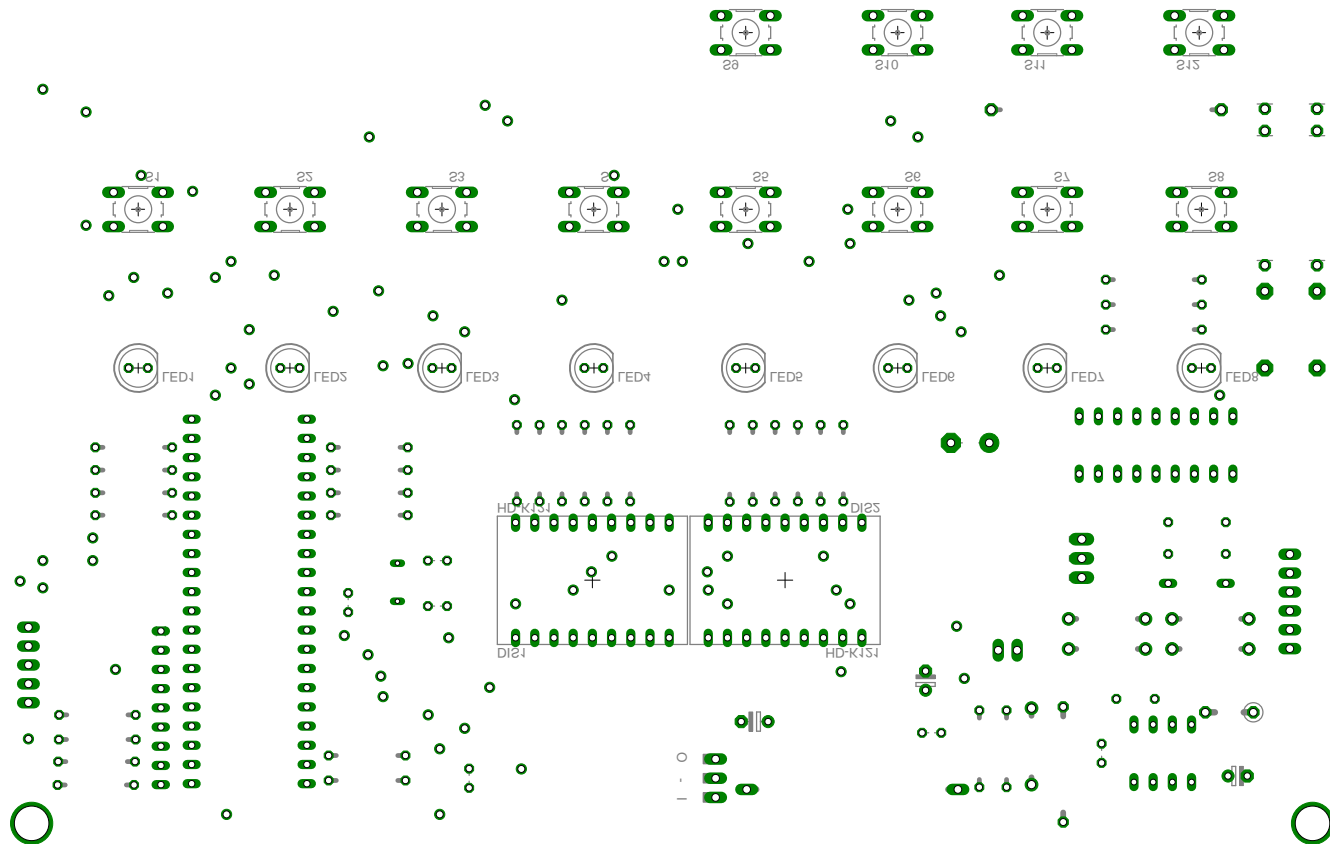 S9 S10 S11 S12
S1 S2 S3 S S5 S6 S7 S8
LED1 LED2 LED3 LED4 LED5 LED6 LED7 LED8
HD-K121 DIS2
DIS1 HD-K121
O
-
I